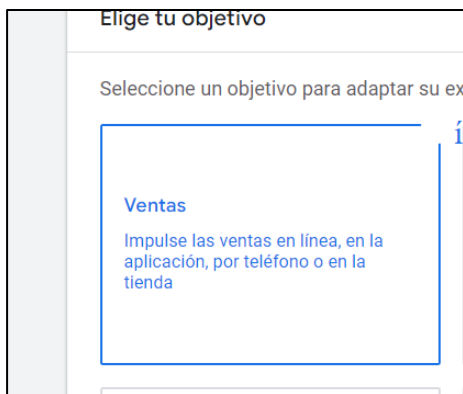 Elige tu objetivo
Seleccione un objetivo para adaptar su ex
í
Ventas
Impulse las ventas en línea, en la
aplicación, por teléfono o en la
tienda